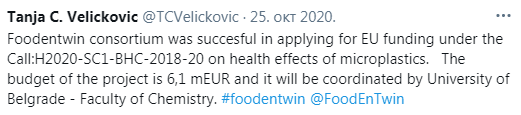 Tanja C. Velickovic @TCVelickovic · 25. окт 2020.
Foodentwin consortium was succesful in applying for EU funding under the
Call:H2020-SC1-BHC-2018-20 on health effects of microplastics. The
budget of the project is 6,1 mEUR and it will be coordinated by University of
Belgrade - Faculty of Chemistry. #foodentwin @FoodEnTwin